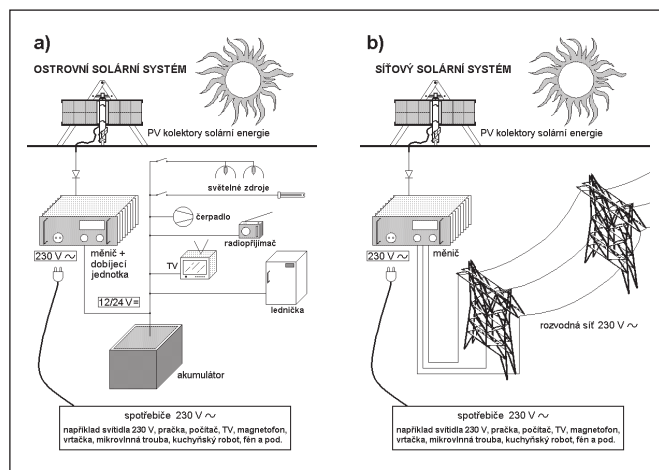 a)
OSTROVNÍ SOLÁRNÍ SYSTÉM
PV kolektory solární energie
světelné zdroje
čerpadlo
radiopřijímač
měnič +
dobíjecí
jednotka
230 V ~
TV
lednička
12/24 V=
akumulátor
spotřebiče 230 V ~
například svítidla 230 V, pračka, počítač, TV, magnetofon,
vrtačka, mikrovlnná trouba, kuchyňský robot, fén a pod.
b)
SÍŤOVÝ SOLÁRNÍ SYSTÉM
PV kolektory solární energie
měnič
230 V ~
rozvodná síť 230 V ~
spotřebiče 230 V ~
například svítidla 230 V, pračka, počítač, TV, magnetofon,
vrtačka, mikrovlnná trouba, kuchyňský robot, fén a pod.